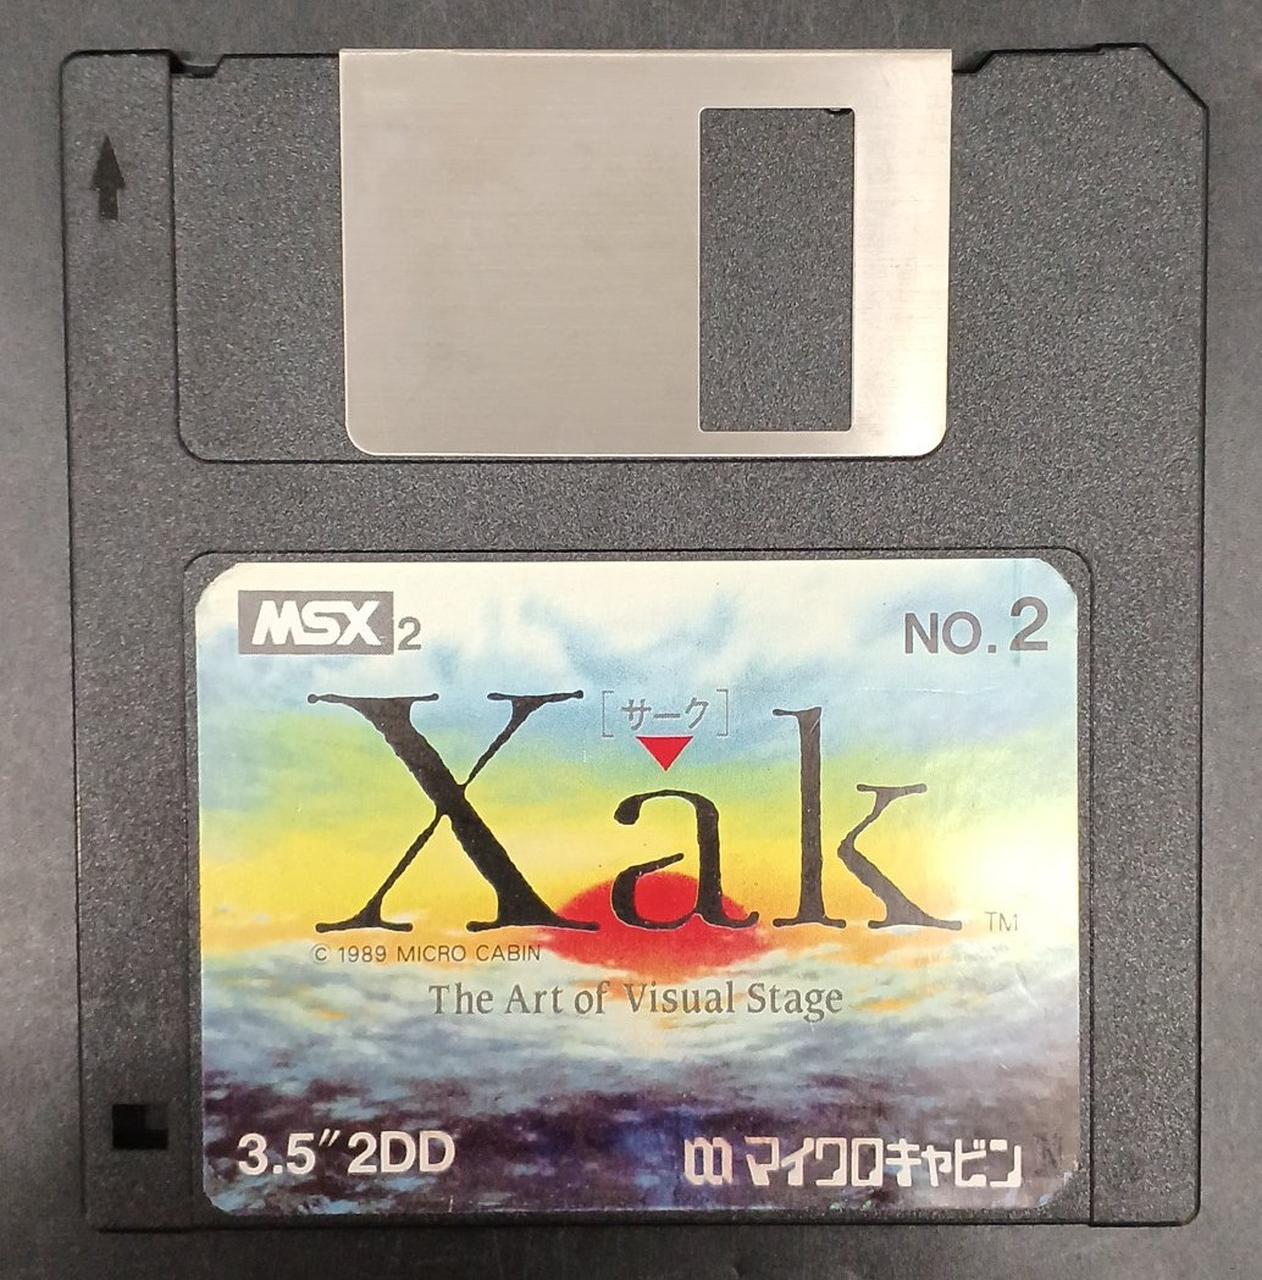 MSX2
NO.2
[サーク]
Xak TM
© 1989 MICRO CABIN
The Art of Visual Stage
3.5" 2DD
マイクロキャビン